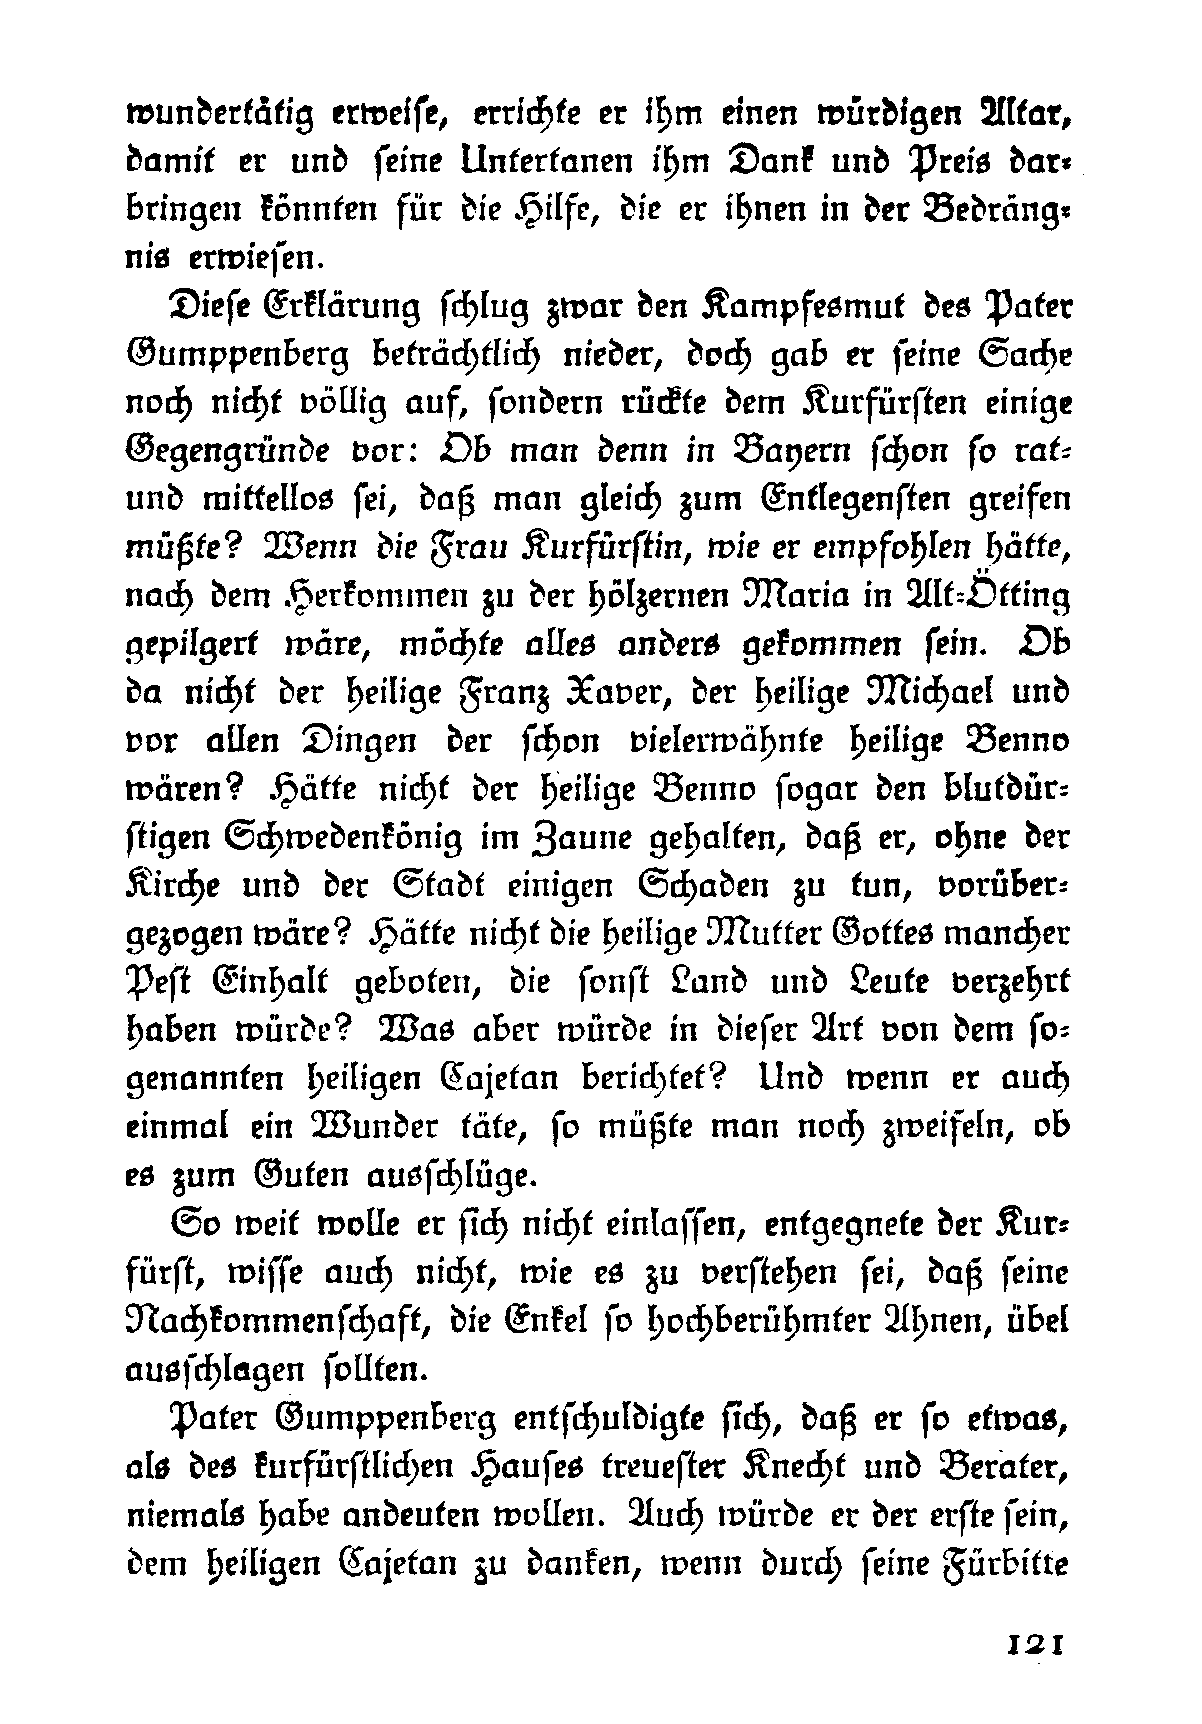 wundertätig erweise, errichte er ihm einen würdigen Altar,
damit er und seine Untertanen ihm Dank und Preis dar-
bringen könnten für die Hilfe, die er ihnen in der Bedräng-
nis erwiesen.
Diese Erklärung schlug zwar den Kampfesmut des Pater
Gumppenberg beträchtlich nieder, doch gab er seine Sache
noch nicht völlig auf, sondern rückte dem Kurfürsten einige
Gegengründe vor: Ob man denn in Bayern schon so rat-
und mittellos sei, daß man gleich zum Entlegensten greifen
müßte? Wenn die Frau Kurfürstin, wie er empfohlen hätte,
nach dem Herkommen zu der hölzernen Maria in Alt-Ötting
gepilgert wäre, möchte alles anders gekommen sein. Ob
da nicht der heilige Franz Xaver, der heilige Michael und
vor allen Dingen der schon vielerwähnte heilige Benno
wären? Hätte nicht der heilige Benno sogar den blutdür-
stigen Schwedenkönig im Zaune gehalten, daß er, ohne der
Kirche und der Stadt einigen Schaden zu tun, vorüber-
gezogen wäre? Hätte nicht die heilige Mutter Gottes mancher
Pest Einhalt geboten, die sonst Land und Leute verzehrt
haben würde? Was aber würde in dieser Art von dem so-
genannten heiligen Cajetan berichtet? Und wenn er auch
einmal ein Wunder täte, so müßte man noch zweifeln, ob
es zum Guten ausschlüge.
So weit wolle er sich nicht einlassen, entgegnete der Kur-
fürst, wisse auch nicht, wie es zu verstehen sei, daß seine
Nachkommenschaft, die Enkel so hochberühmter Ahnen, übel
ausschlagen sollten.
Pater Gumppenberg entschuldigte sich, daß er so etwas,
als des kurfürstlichen Hauses treuester Knecht und Berater,
niemals habe andeuten wollen. Auch würde er der erste sein,
dem heiligen Cajetan zu danken, wenn durch seine Fürbitte
121